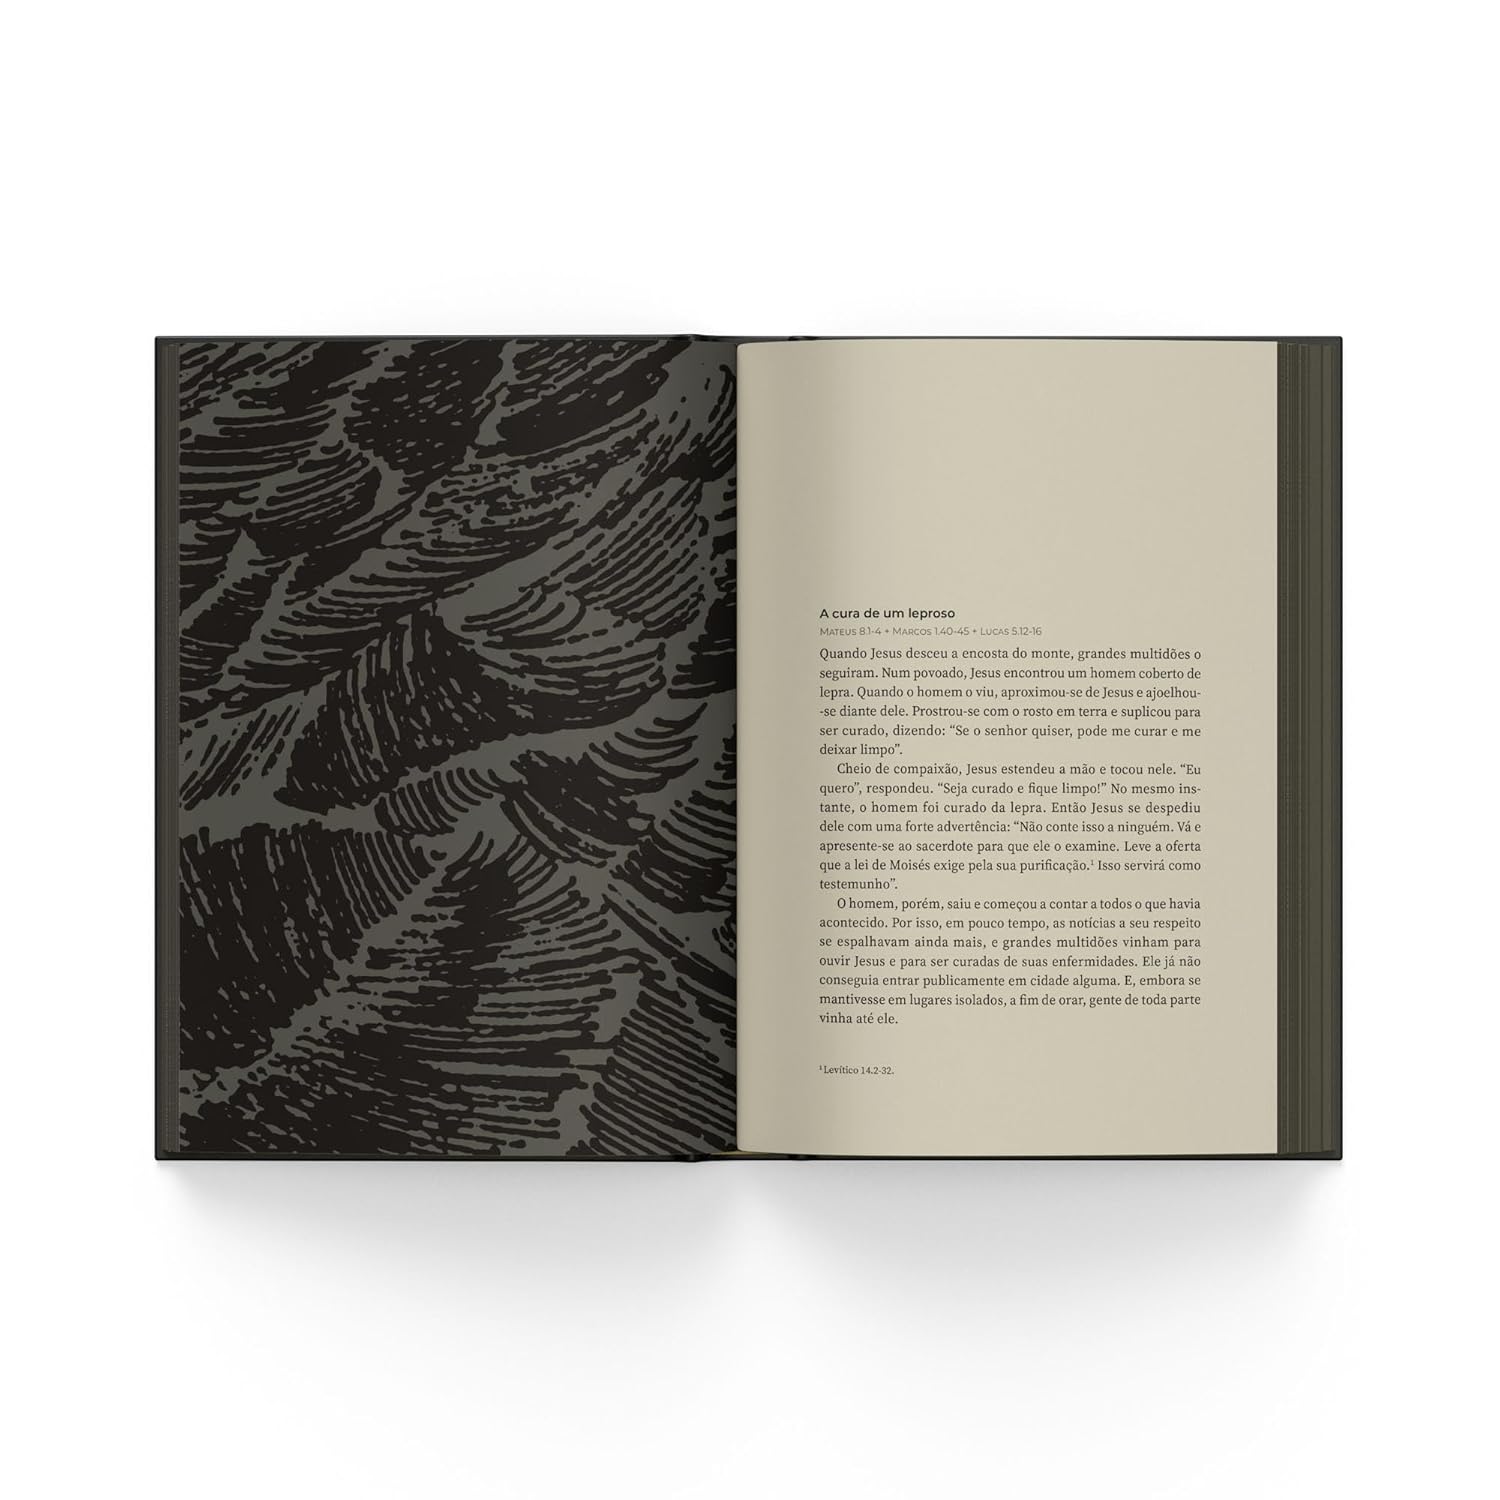 A cura de um leproso
Mateus 8.1-4 + Marcos 1.40-45 + Lucas 5.12-16
Quando Jesus desceu a encosta do monte, grandes multidões o
seguiram. Num povoado, Jesus encontrou um homem coberto de
lepra. Quando o homem o viu, aproximou-se de Jesus e ajoelhou-
-se diante dele. Prostrou-se com o rosto em terra e suplicou para
ser curado, dizendo: “Se o senhor quiser, pode me curar e me
deixar limpo”.
Cheio de compaixão, Jesus estendeu a mão e tocou nele. “Eu
quero”, respondeu. “Seja curado e fique limpo!” No mesmo ins-
tante, o homem foi curado da lepra. Então Jesus se despediu
dele com uma forte advertência: “Não conte isso a ninguém. Vá e
apresente-se ao sacerdote para que ele o examine. Leve a oferta
que a lei de Moisés exige pela sua purificação.¹ Isso servirá como
testemunho”.
O homem, porém, saiu e começou a contar a todos o que havia
acontecido. Por isso, em pouco tempo, as notícias a seu respeito
se espalhavam ainda mais, e grandes multidões vinham para
ouvir Jesus e para ser curadas de suas enfermidades. Ele já não
conseguia entrar publicamente em cidade alguma. E, embora se
mantivesse em lugares isolados, a fim de orar, gente de toda parte
vinha até ele.
¹ Levítico 14.2-32.